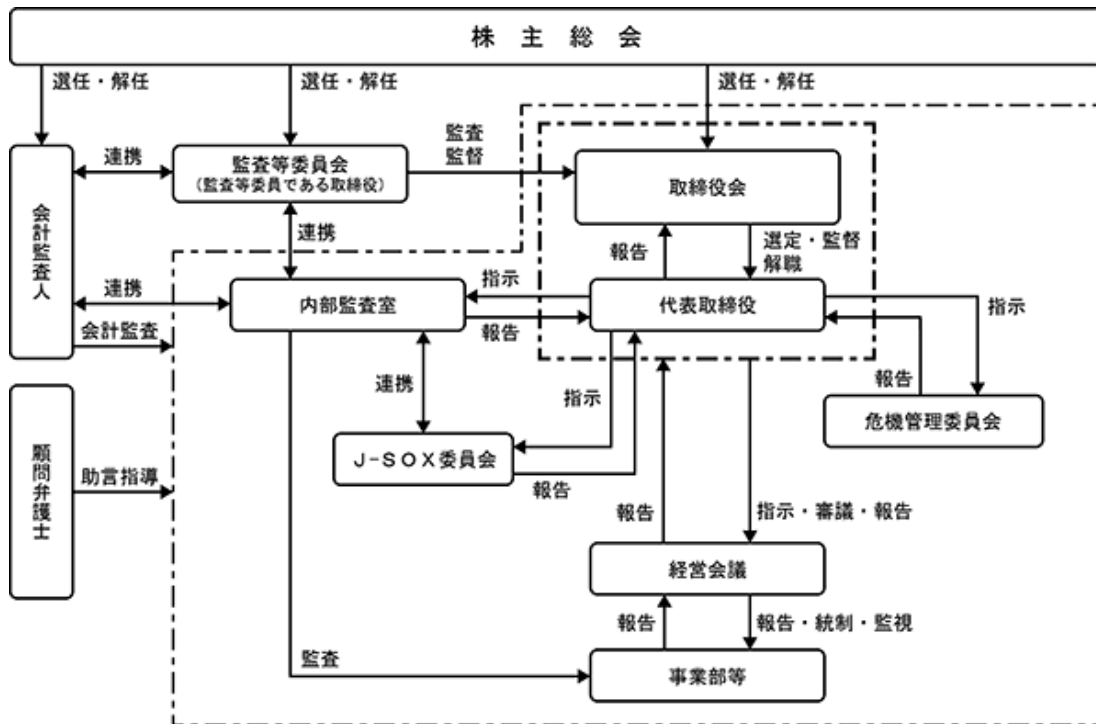 株主総会
選任・解任
選任・解任
選任・解任
監査
監督
連携
監査等委員会
(監査等委員である取締役)
取締役会
会計監査人
連携
報告
選定・監督
解職
連携
指示
内部監査室
代表取締役
指示
会計監査
報告
報告
連携
指示
危機管理委員会
J-SOX委員会
顧問弁護士
助言指導
報告
報告
指示・審議・報告
経営会議
報告
報告・統制・監視
監査
事業部等